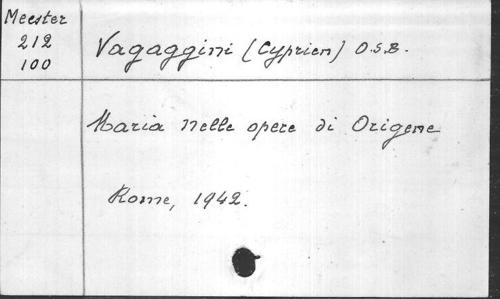 Meester
212
100
Vagaggini (Cyprien) O.S.B.
Maria nelle opere di Origene
Rome, 1942.